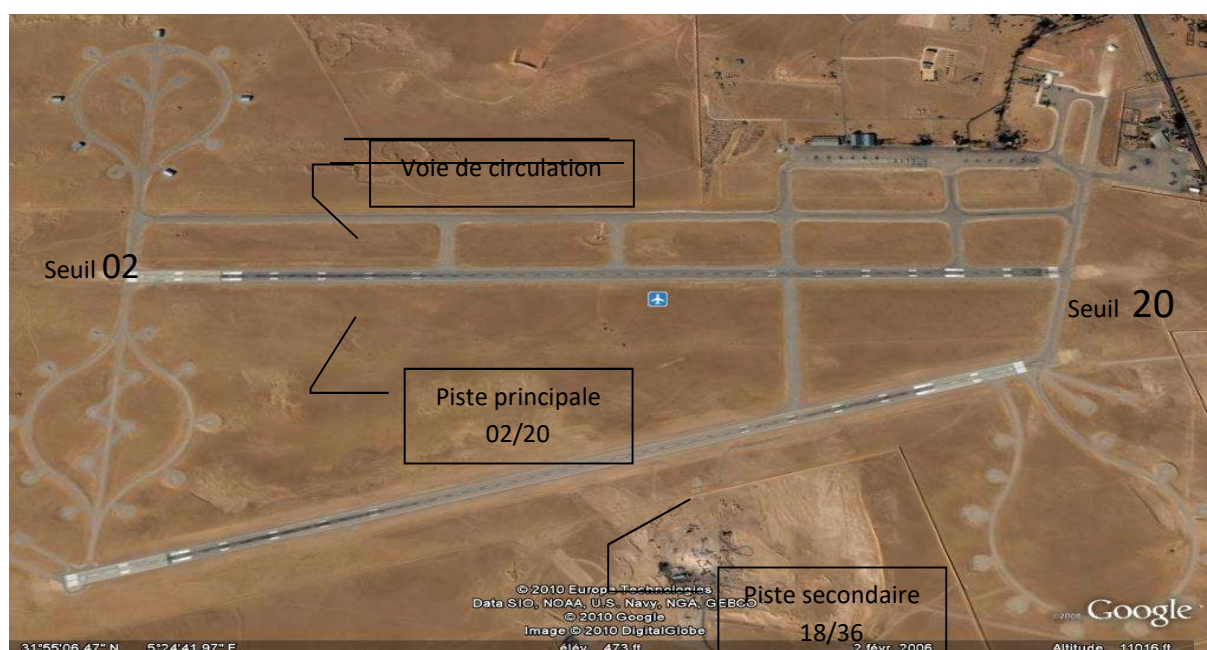 Voie de circulation
Seuil 02
Seuil 20
Piste principale
02/20
Piste secondaire
18/36
© 2010 Europa Technologies
Data SIO, NOAA, U.S. Navy, NGA, GEBCO
© 2010 Google
Image © 2010 DigitalGlobe
©2008 Google
31°55'06.47" N 5°24'41.97" E élév. 473 ft 2 févr. 2006 Altitude 11016 ft